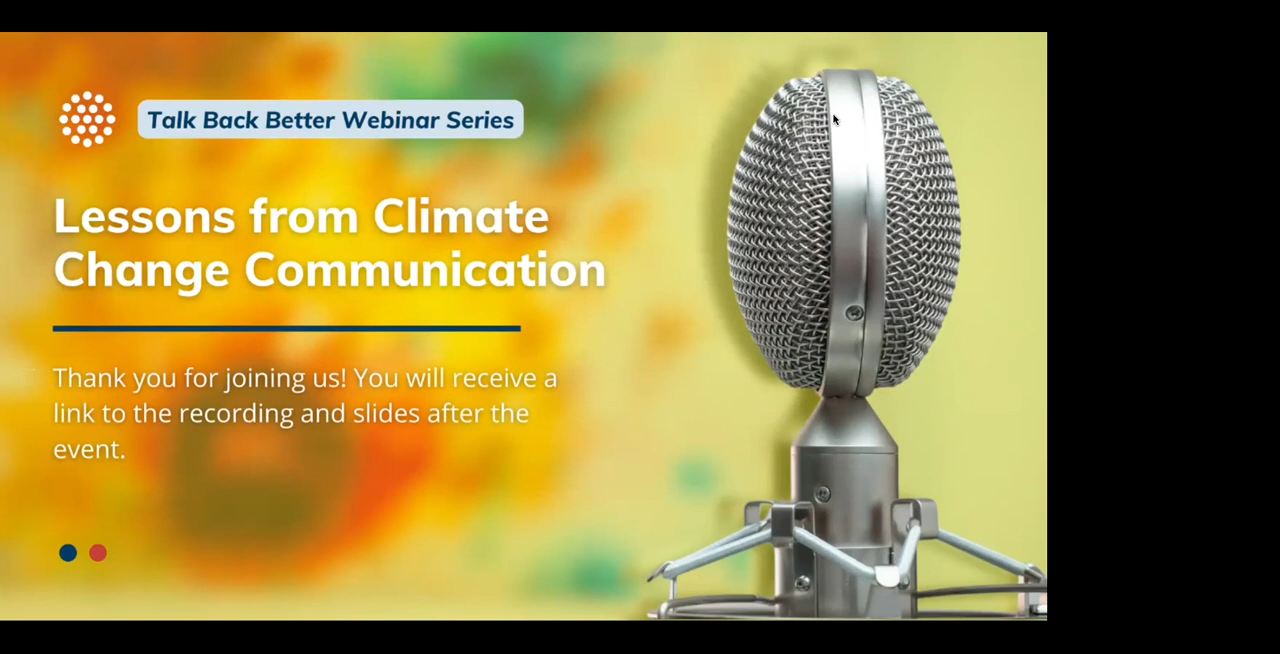 Talk Back Better Webinar Series
Lessons from Climate
Change Communication
Thank you for joining us! You will receive a
link to the recording and slides after the
event.